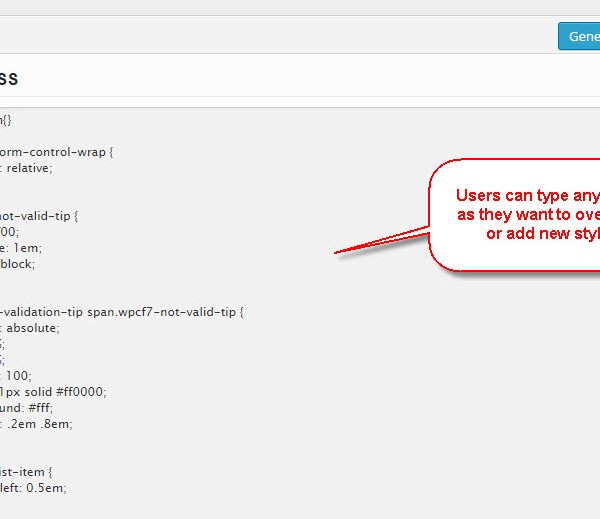 Gene
ss
n{}
orm-control-wrap {
: relative;
not-valid-tip {
f00;
e: 1em;
block;
-validation-tip span.wpcf7-not-valid-tip {
: absolute;
%;
%;
: 100;
1px solid #ff0000;
und: #fff;
: .2em .8em;
ist-item {
left: 0.5em;
Users can type any
as they want to ove
or add new styl